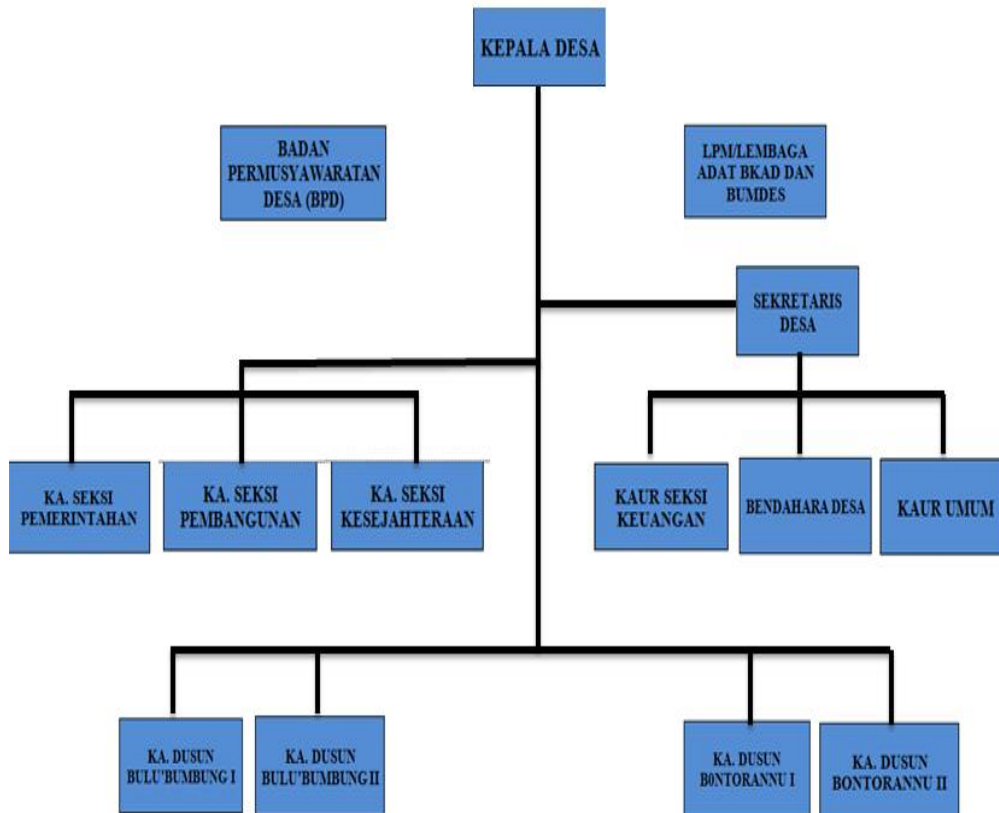 KEPALA DESA
BADAN
PERMUSYAWARATAN
DESA (BPD)
LPM/LEMBAGA
ADAT BKAD DAN
BUMDES
SEKRETARIS
DESA
KA. SEKSI
PEMERINTAHAN
KA. SEKSI
PEMBANGUNAN
KA. SEKSI
KESEJAHTERAAN
KAUR SEKSI
KEUANGAN
BENDAHARA DESA
KAUR UMUM
KA. DUSUN
BULU'BUMBUNG I
KA. DUSUN
BULU'BUMBUNG II
KA. DUSUN
B0NTORANNU I
KA. DUSUN
BONTORANNU II